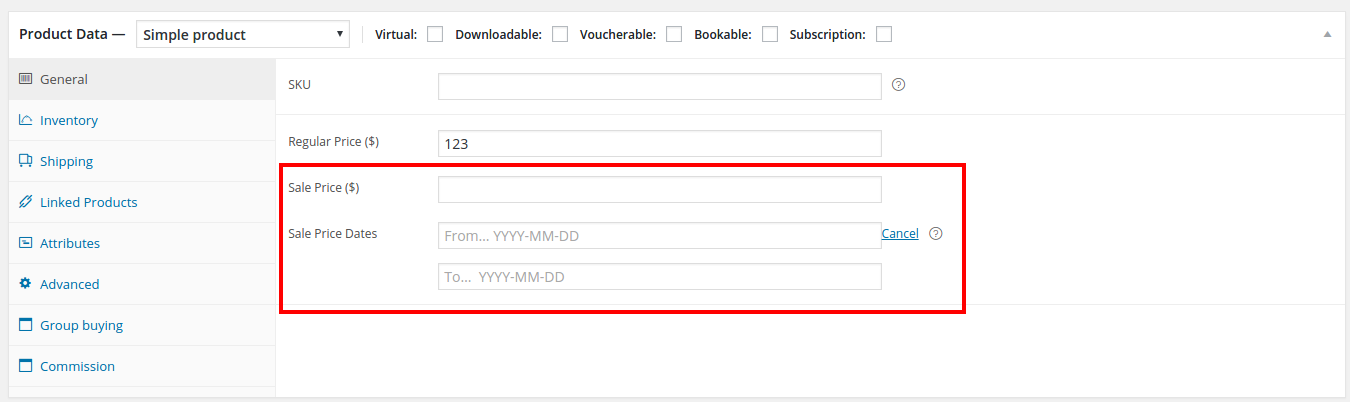 Product Data — Simple product Virtual: Downloadable: Voucherable: Bookable: Subscription:
General
Inventory
Shipping
Linked Products
Attributes
Advanced
Group buying
Commission
SKU
Regular Price ($) 123
Sale Price ($)
Sale Price Dates From... YYYY-MM-DD Cancel
To... YYYY-MM-DD